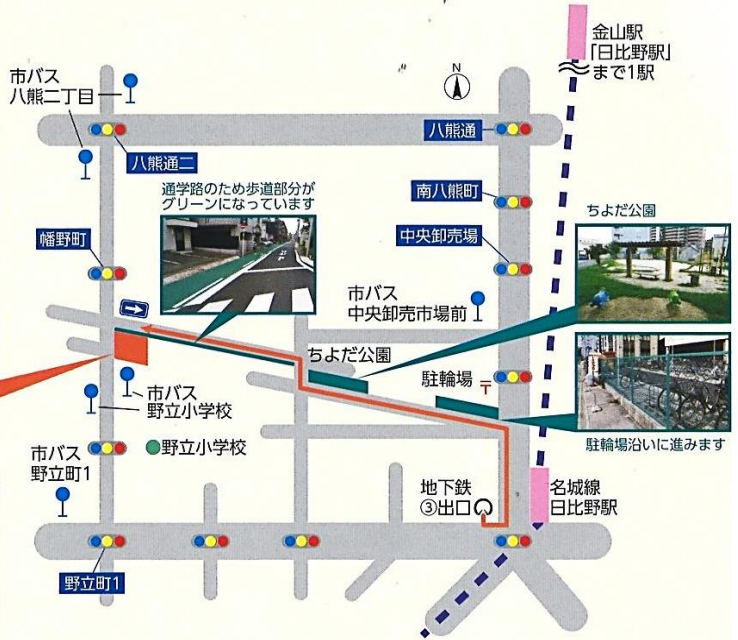 金山駅
「日比野駅」
まで1駅
市バス
八熊二丁目
N
八熊通二
八熊通
通学路のため歩道部分が
グリーンになっています
南八熊町
ちよだ公園
幡野町
中央卸売場
市バス
中央卸売市場前
ちよだ公園
駐輪場
〒
市バス
野立小学校
駐輪場沿いに進みます
市バス
野立町1
野立小学校
地下鉄
③出口
名城線
日比野駅
野立町1